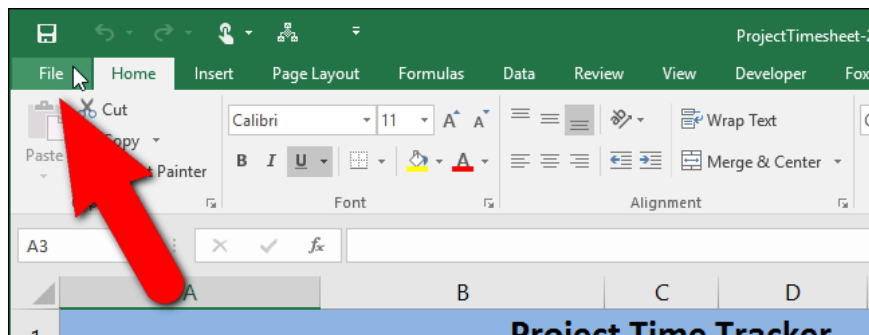 ProjectTimesheet-
File Home Insert Page Layout Formulas Data Review View Developer Fox
Cut
Calibri 11 A A Wrap Text
Copy
Paste B I U A Merge & Center
Painter
Font Alignment
A3 fx
A B C D
1 Project Time Tracker